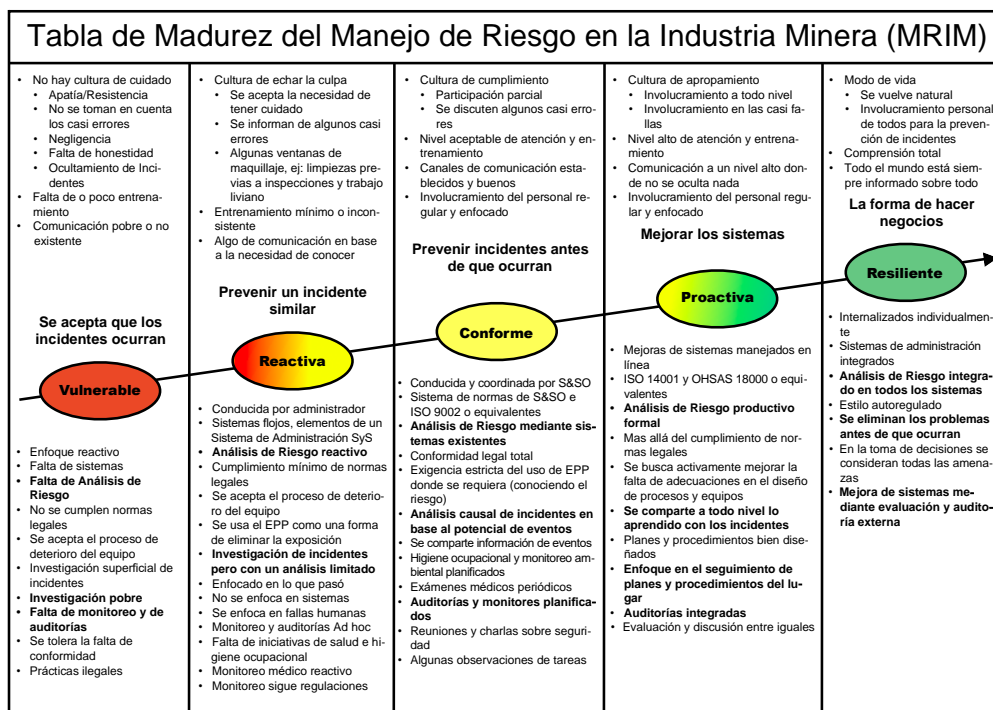 Tabla de Madurez del Manejo de Riesgo en la Industria Minera (MRIM)
• No hay cultura de cuidado
• Apatía/Resistencia
• No se toman en cuenta
los casi errores
• Negligencia
• Falta de honestidad
• Ocultamiento de Inci-
dentes
• Falta de o poco entrena-
miento
• Comunicación pobre o no
existente
Se acepta que los
incidentes ocurran
Vulnerable
• Enfoque reactivo
• Falta de sistemas
• Falta de Análisis de
Riesgo
• No se cumplen normas
legales
• Se acepta el proceso de
deterioro del equipo
• Investigación superficial de
incidentes
• Investigación pobre
• Falta de monitoreo y de
auditorías
• Se tolera la falta de
conformidad
• Prácticas ilegales
• Cultura de echar la culpa
• Se acepta la necesidad de
tener cuidado
• Se informan de algunos casi
errores
• Algunas ventanas de
maquillaje, ej: limpiezas pre-
vias a inspecciones y trabajo
liviano
• Entrenamiento mínimo o incon-
sistente
• Algo de comunicación en base
a la necesidad de conocer
Prevenir un incidente
similar
Reactiva
• Conducida por administrador
• Sistemas flojos, elementos de un
Sistema de Administración SyS
• Análisis de Riesgo reactivo
• Cumplimiento mínimo de normas
legales
• Se acepta el proceso de deterio-
ro del equipo
• Se usa el EPP como una forma
de eliminar la exposición
• Investigación de incidentes
pero con un análisis limitado
• Enfocado en lo que pasó
• No se enfoca en sistemas
• Se enfoca en fallas humanas
• Monitoreo y auditorías Ad hoc
• Falta de iniciativas de salud e hi-
giene ocupacional
• Monitoreo médico reactivo
• Monitoreo sigue regulaciones
• Cultura de cumplimiento
• Participación parcial
• Se discuten algunos casi erro-
res
• Nivel aceptable de atención y en-
trenamiento
• Canales de comunicación esta-
blecidos y buenos
• Involucramiento del personal re-
gular y enfocado
Prevenir incidentes antes
de que ocurran
Conforme
• Conducida y coordinada por S&SO
• Sistema de normas de S&SO e
ISO 9002 o equivalentes
• Análisis de Riesgo mediante sis-
temas existentes
• Conformidad legal total
• Exigencia estricta del uso de EPP
donde se requiera (conociendo el
riesgo)
• Análisis causal de incidentes en
base al potencial de eventos
• Se comparte información de eventos
• Higiene ocupacional y monitoreo am-
biental planificados
• Exámenes médicos periódicos
• Auditorías y monitores planifica-
dos
• Reuniones y charlas sobre seguri-
dad
• Algunas observaciones de tareas
• Cultura de apropamiento
• Involucramiento a todo nivel
• Involucramiento en las casi fa-
llas
• Nivel alto de atención y entrena-
miento
• Comunicación a un nivel alto don-
de no se oculta nada
• Involucramiento del personal regu-
lar y enfocado
Mejorar los sistemas
Proactiva
• Mejoras de sistemas manejados en
línea
• ISO 14001 y OHSAS 18000 o equi-
valentes
• Análisis de Riesgo productivo
formal
• Mas allá del cumplimiento de nor-
mas legales
• Se busca activamente mejorar la
falta de adecuaciones en el diseño
de procesos y equipos
• Se comparte a todo nivel lo
aprendido con los incidentes
• Planes y procedimientos bien dise-
ñados
• Enfoque en el seguimiento de
planes y procedimientos del lu-
gar
• Auditorías integradas
• Evaluación y discusión entre iguales
• Modo de vida
• Se vuelve natural
• Involucramiento personal
de todos para la preven-
ción de incidentes
• Comprensión total
• Todo el mundo está siem-
pre informado sobre todo
La forma de hacer
negocios
Resiliente
• Internalizados individualmen-
te
• Sistemas de administración
integrados
• Análisis de Riesgo integra-
do en todos los sistemas
• Estilo autoregulado
• Se eliminan los problemas
antes de que ocurran
• En la toma de decisiones se
consideran todas las amena-
zas
• Mejora de sistemas me-
diante evaluación y audito-
ría externa